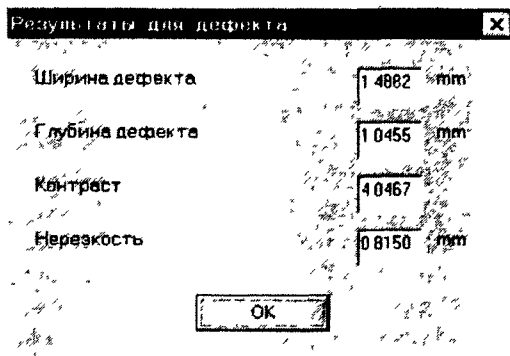 Результаты для дефекта
Ширина дефекта 1 4882 mm
Глубина дефекта 1 0455 mm
Контраст 4 0467
Нерезкость 0 8150 mm
OK